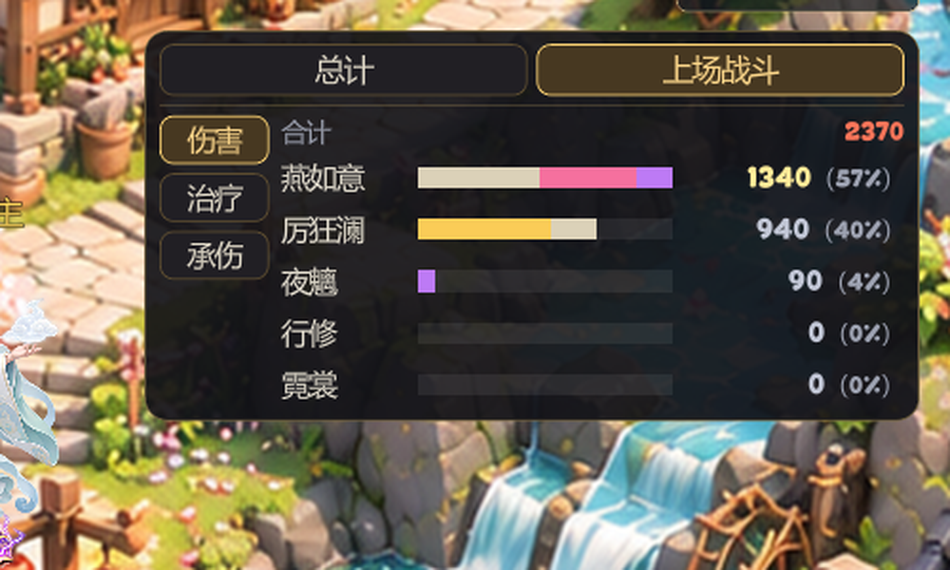 总计 上场战斗
伤害 合计 2370
燕如意 1340 (57%)
治疗
厉狂澜 940 (40%)
承伤
夜魑 90 (4%)
行修 0 (0%)
霓裳 0 (0%)
主